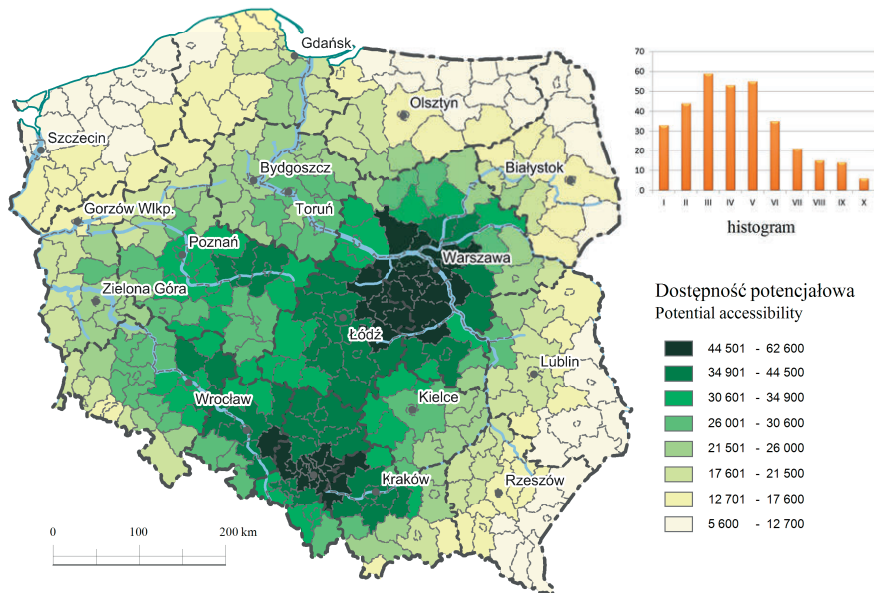 Gdańsk
Olsztyn
Szczecin
Białystok
Bydgoszcz
Toruń
Gorzów Wlkp.
Poznań
Warszawa
Zielona Góra
Łódź
Lublin
Wrocław
Kielce
Kraków
Rzeszów
0 100 200 km
70
60
50
40
30
20
10
0
I II III IV V VI VII VIII IX X
histogram
Dostępność potencjałowa
Potential accessibility
44 501 - 62 600
34 901 - 44 500
30 601 - 34 900
26 001 - 30 600
21 501 - 26 000
17 601 - 21 500
12 701 - 17 600
5 600 - 12 700